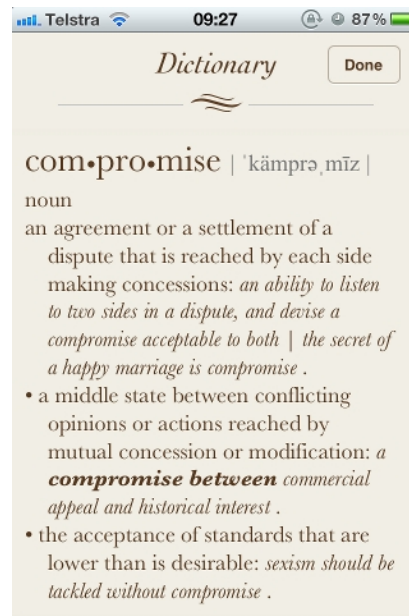 Telstra 09:27 87%
Dictionary Done
com•pro•mise | ˈkämprəˌmīz |
noun
an agreement or a settlement of a
dispute that is reached by each side
making concessions: an ability to listen
to two sides in a dispute, and devise a
compromise acceptable to both | the secret of
a happy marriage is compromise .
• a middle state between conflicting
opinions or actions reached by
mutual concession or modification: a
compromise between commercial
appeal and historical interest .
• the acceptance of standards that are
lower than is desirable: sexism should be
tackled without compromise .